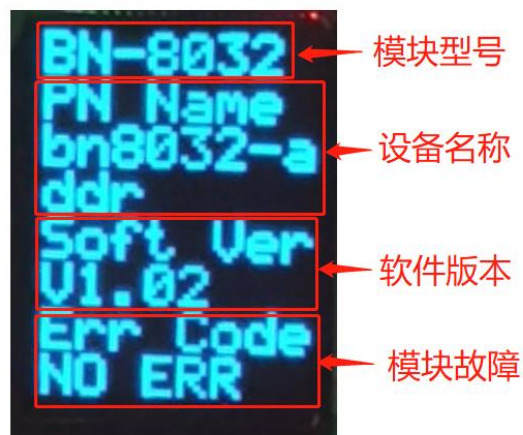 BN-8032
模块型号
PN Name
bn8032-a
ddr
设备名称
Soft Ver
V1.02
软件版本
Err Code
NO ERR
模块故障